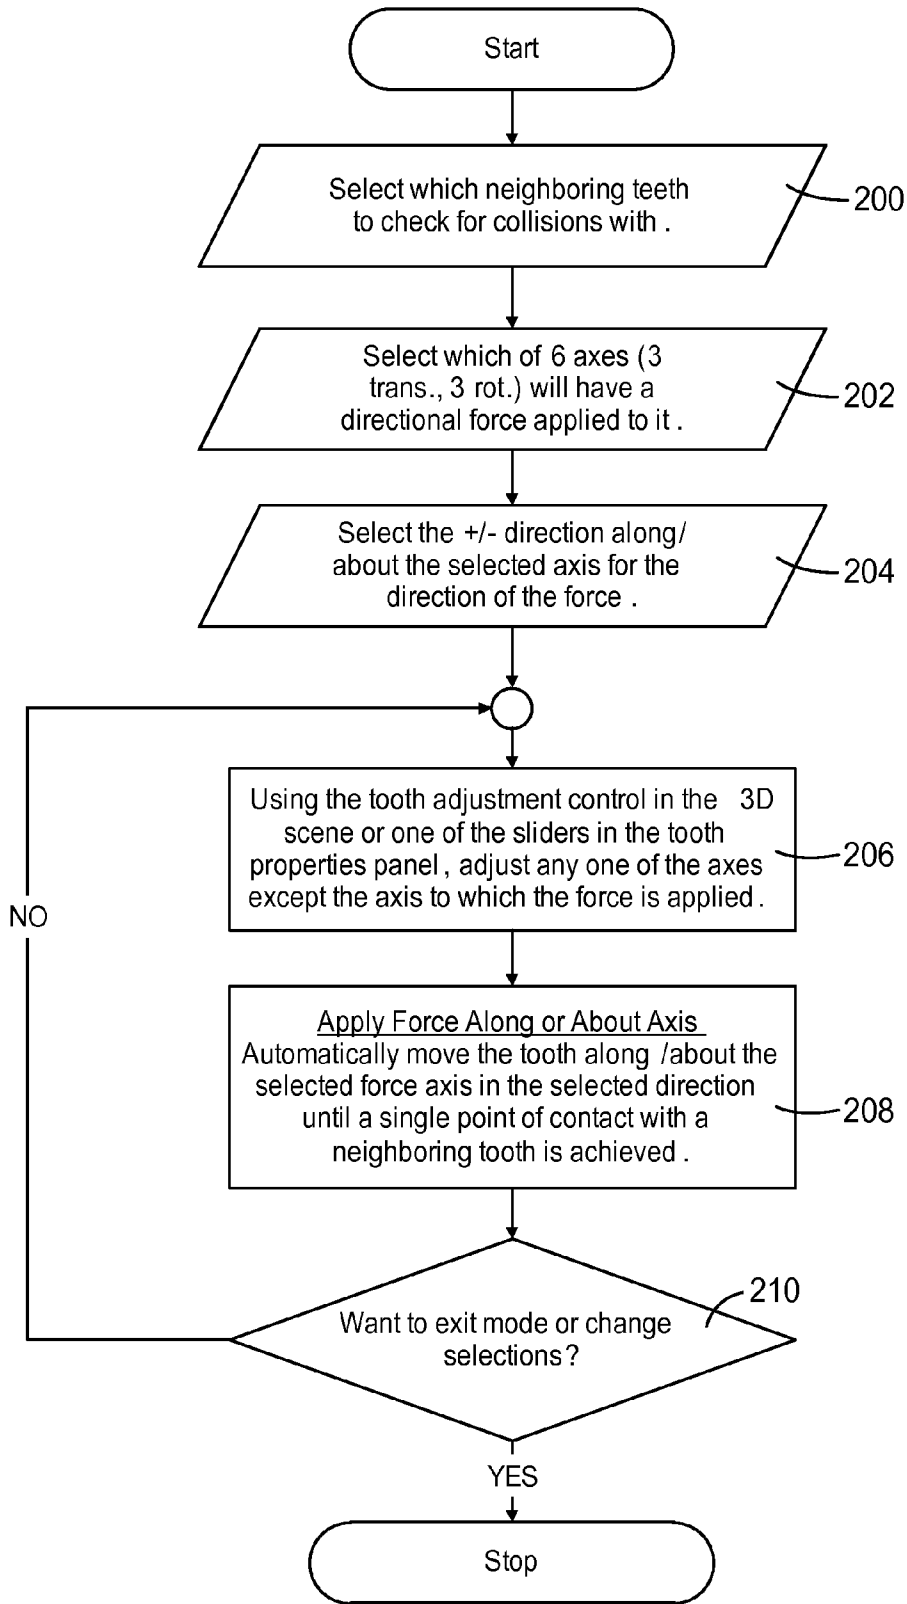 Start
Select which neighboring teeth
to check for collisions with .
200
Select which of 6 axes (3
trans., 3 rot.) will have a
directional force applied to it .
202
Select the +/- direction along/
about the selected axis for the
direction of the force .
204
Using the tooth adjustment control in the 3D
scene or one of the sliders in the tooth
properties panel, adjust any one of the axes
except the axis to which the force is applied .
206
NO
Apply Force Along or About Axis
Automatically move the tooth along /about the
selected force axis in the selected direction
until a single point of contact with a
neighboring tooth is achieved .
208
210
Want to exit mode or change
selections?
YES
Stop